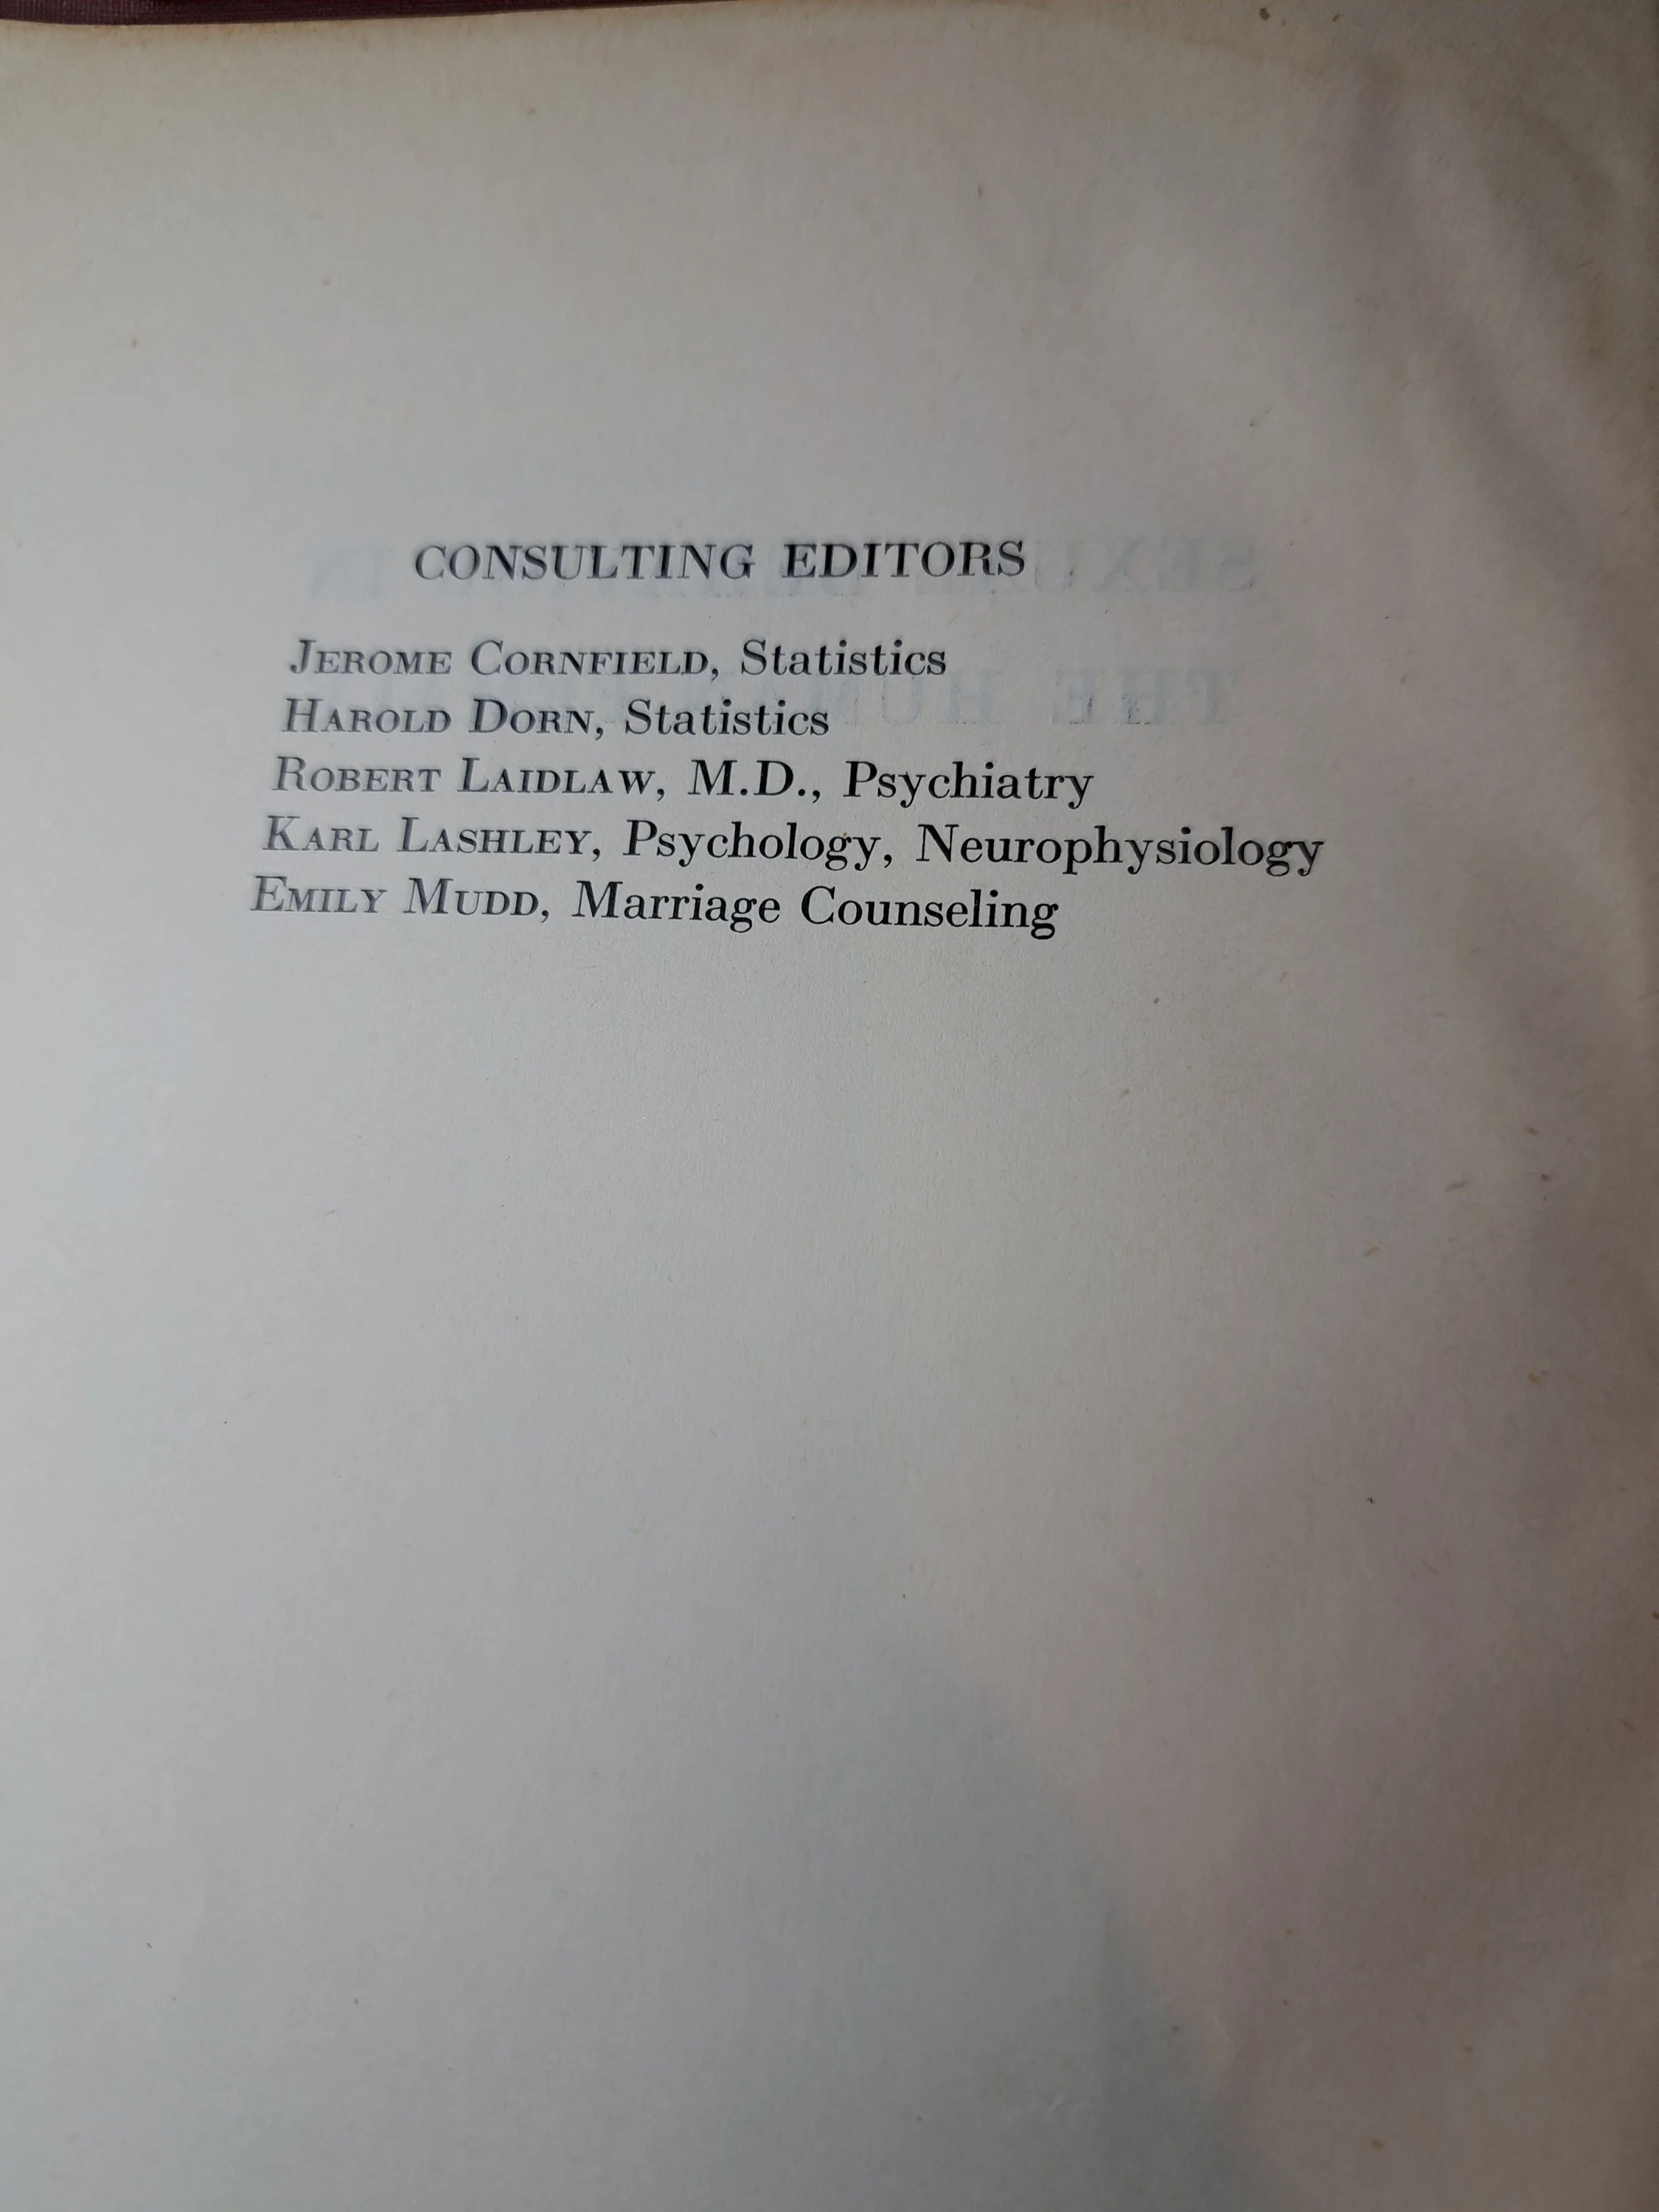 CONSULTING EDITORS
JEROME CORNFIELD, Statistics
HAROLD DORN, Statistics
ROBERT LAIDLAW, M.D., Psychiatry
KARL LASHLEY, Psychology, Neurophysiology
EMILY MUDD, Marriage Counseling